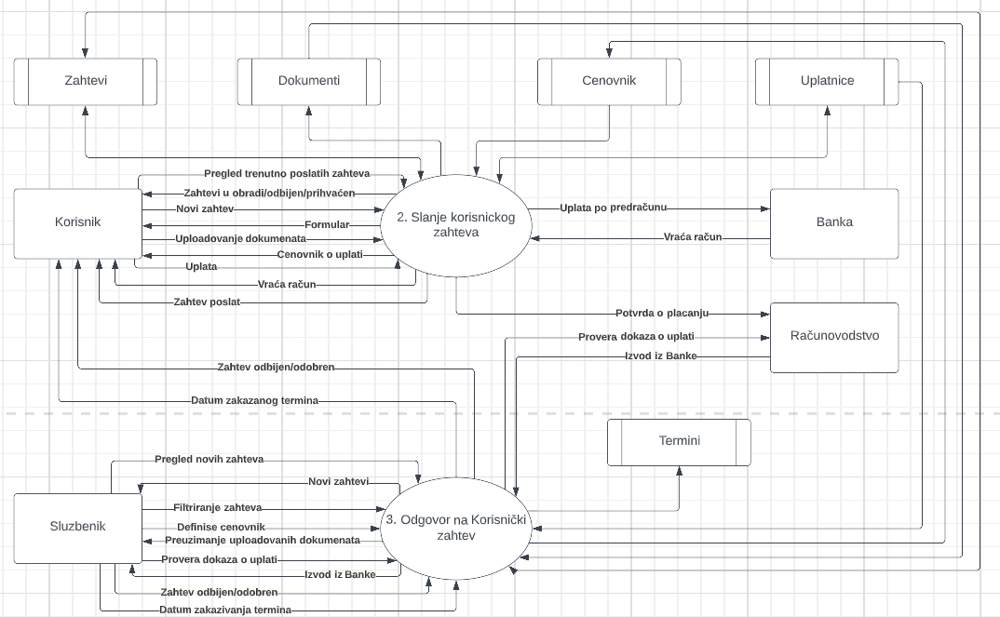 Zahtevi
Dokumenti
Cenovnik
Uplatnice
Pregled trenutno poslatih zahteva
Zahtevi u obradi/odbijen/prihvaćen
Novi zahtev
Formular
Uploadovanje dokumenata
Cenovnik o uplati
Uplata
Vraća račun
Zahtev poslat
Korisnik
2. Slanje korisnickog
zahteva
Uplata po predračunu
Vraća račun
Banka
Potvrda o placanju
Provera dokaza o uplati
Izvod iz Banke
Računovodstvo
Zahtev odbijen/odobren
Datum zakazanog termina
Termini
Pregled novih zahteva
Novi zahtevi
Filtriranje zahteva
Definise cenovnik
Preuzimanje uploadovanih dokumenata
Provera dokaza o uplati
Izvod iz Banke
Zahtev odbijen/odobren
Datum zakazivanja termina
Sluzbenik
3. Odgovor na Korisnički
zahtev